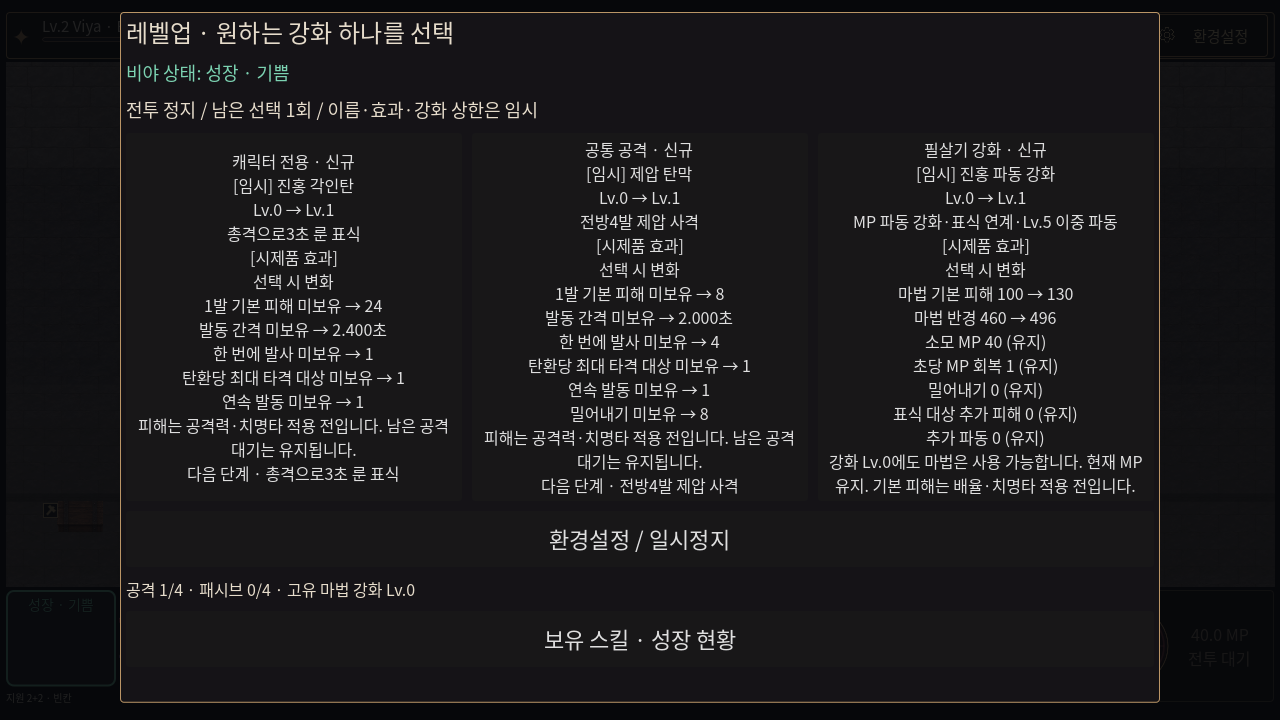 Lv.2 Viya ·
환경설정
레벨업 · 원하는 강화 하나를 선택
비야 상태: 성장 · 기쁨
전투 정지 / 남은 선택 1회 / 이름·효과·강화 상한은 임시
캐릭터 전용 · 신규
[임시] 진홍 각인탄
Lv.0 → Lv.1
총격으로3초 룬 표식
[시제품 효과]
선택 시 변화
1발 기본 피해 미보유 → 24
발동 간격 미보유 → 2.400초
한 번에 발사 미보유 → 1
탄환당 최대 타격 대상 미보유 → 1
연속 발동 미보유 → 1
피해는 공격력·치명타 적용 전입니다. 남은 공격
대기는 유지됩니다.
다음 단계 · 총격으로3초 룬 표식
공통 공격 · 신규
[임시] 제압 탄막
Lv.0 → Lv.1
전방4발 제압 사격
[시제품 효과]
선택 시 변화
1발 기본 피해 미보유 → 8
발동 간격 미보유 → 2.000초
한 번에 발사 미보유 → 4
탄환당 최대 타격 대상 미보유 → 1
연속 발동 미보유 → 1
밀어내기 미보유 → 8
피해는 공격력·치명타 적용 전입니다. 남은 공격
대기는 유지됩니다.
다음 단계 · 전방4발 제압 사격
필살기 강화 · 신규
[임시] 진홍 파동 강화
Lv.0 → Lv.1
MP 파동 강화·표식 연계·Lv.5 이중 파동
[시제품 효과]
선택 시 변화
마법 기본 피해 100 → 130
마법 반경 460 → 496
소모 MP 40 (유지)
초당 MP 회복 1 (유지)
밀어내기 0 (유지)
표식 대상 추가 피해 0 (유지)
추가 파동 0 (유지)
강화 Lv.0에도 마법은 사용 가능합니다. 현재 MP
유지. 기본 피해는 배율·치명타 적용 전입니다.
환경설정 / 일시정지
공격 1/4 · 패시브 0/4 · 고유 마법 강화 Lv.0
보유 스킬 · 성장 현황
성장 · 기쁨
40.0 MP
전투 대기
지원 2+2 ·